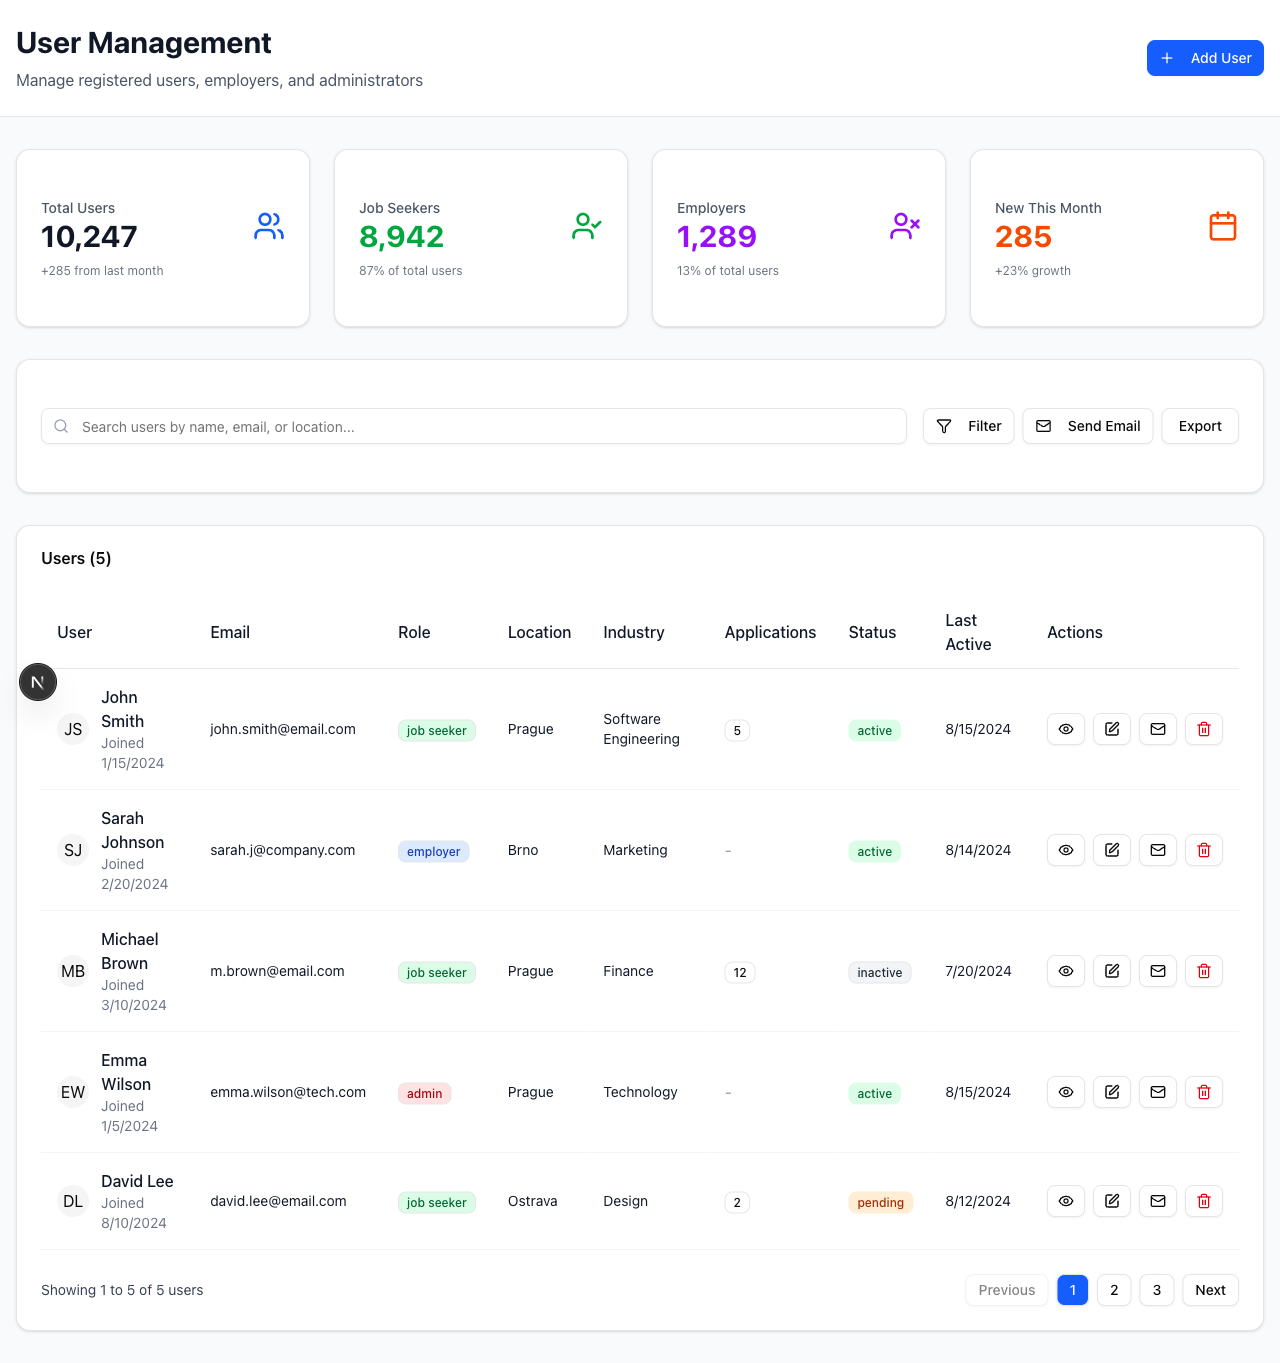 User Management
Manage registered users, employers, and administrators
Add User
Total Users
10,247
+285 from last month
Job Seekers
8,942
87% of total users
Employers
1,289
13% of total users
New This Month
285
+23% growth
Search users by name, email, or location...
Filter
Send Email
Export
Users (5)
User Email Role Location Industry Applications Status Last Active Actions
N
JS
John
Smith
Joined
1/15/2024
john.smith@email.com
job seeker
Prague
Software
Engineering
5
active
8/15/2024
SJ
Sarah
Johnson
Joined
2/20/2024
sarah.j@company.com
employer
Brno
Marketing
-
active
8/14/2024
MB
Michael
Brown
Joined
3/10/2024
m.brown@email.com
job seeker
Prague
Finance
12
inactive
7/20/2024
EW
Emma
Wilson
Joined
1/5/2024
emma.wilson@tech.com
admin
Prague
Technology
-
active
8/15/2024
DL
David Lee
Joined
8/10/2024
david.lee@email.com
job seeker
Ostrava
Design
2
pending
8/12/2024
Showing 1 to 5 of 5 users
Previous 1 2 3 Next